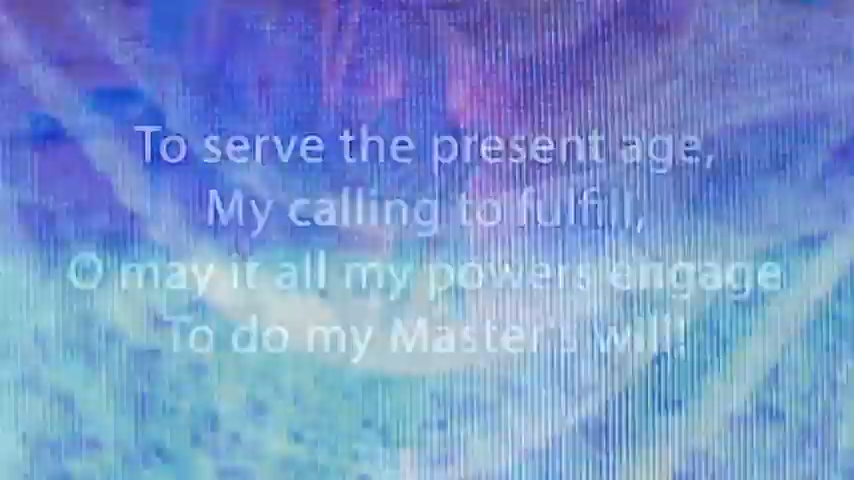 To serve the present age,
My calling to fulfill,
O may it all my powers engage
To do my Master's will!